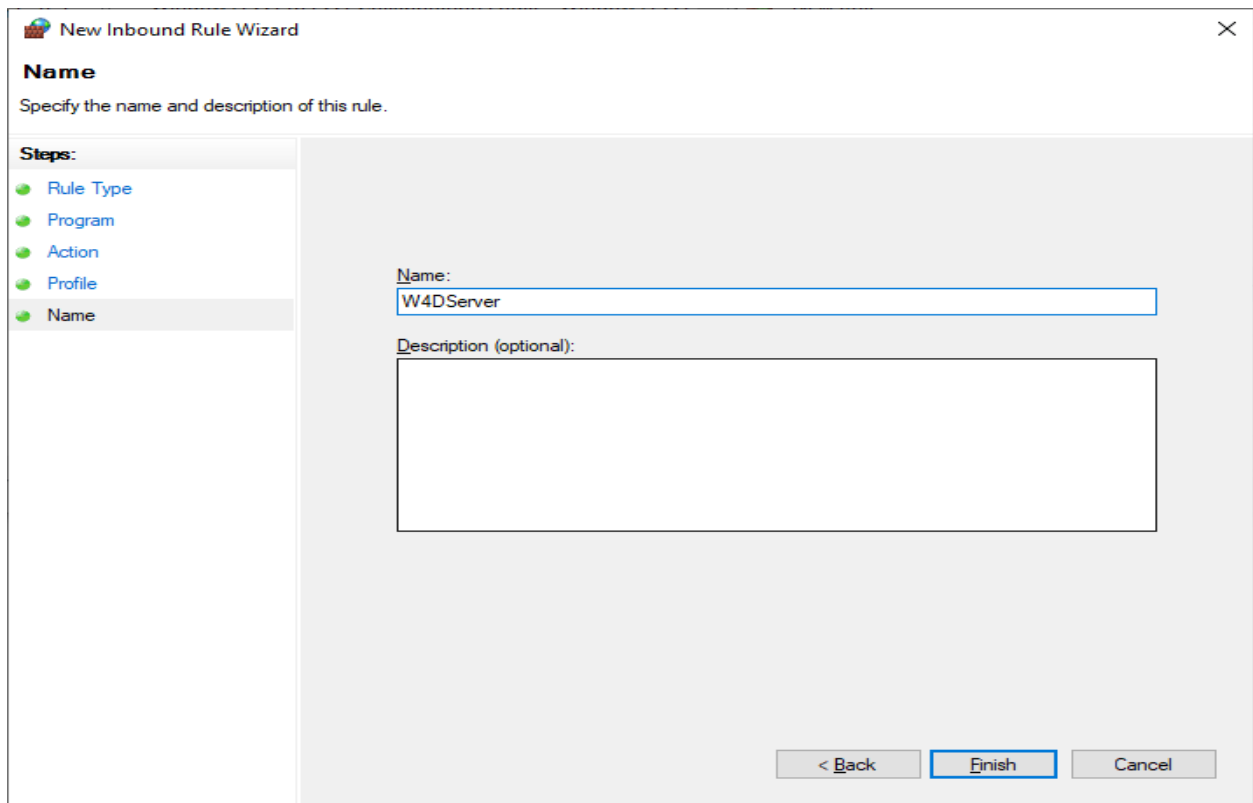 New Inbound Rule Wizard
Name
Specify the name and description of this rule.
Steps:
Rule Type
Program
Action
Profile
Name
Name:
W4DServer
Description (optional):
< Back
Finish
Cancel